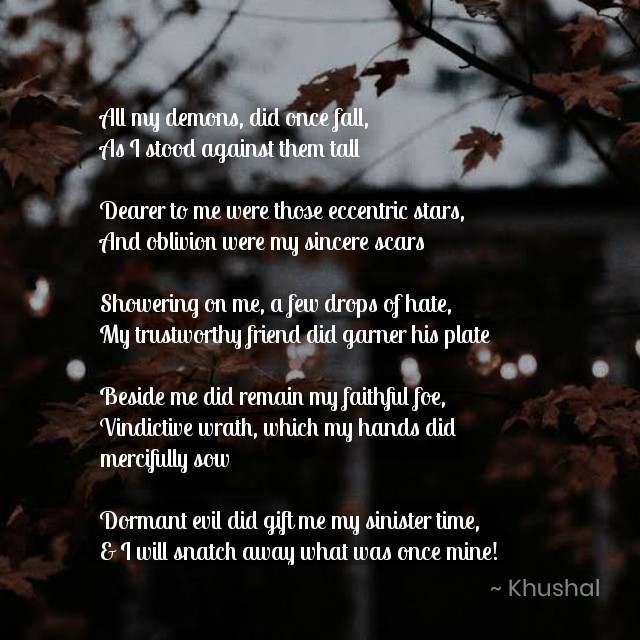 All my demons, did once fall,
As I stood against them tall
Dearer to me were those eccentric stars,
And oblivion were my sincere scars
Showering on me, a few drops of hate,
My trustworthy friend did garner his plate
Beside me did remain my faithful foe,
Vindictive wrath, which my hands did
mercifully sow
Dormant evil did gift me my sinister time,
& I will snatch away what was once mine!
~ Khushal